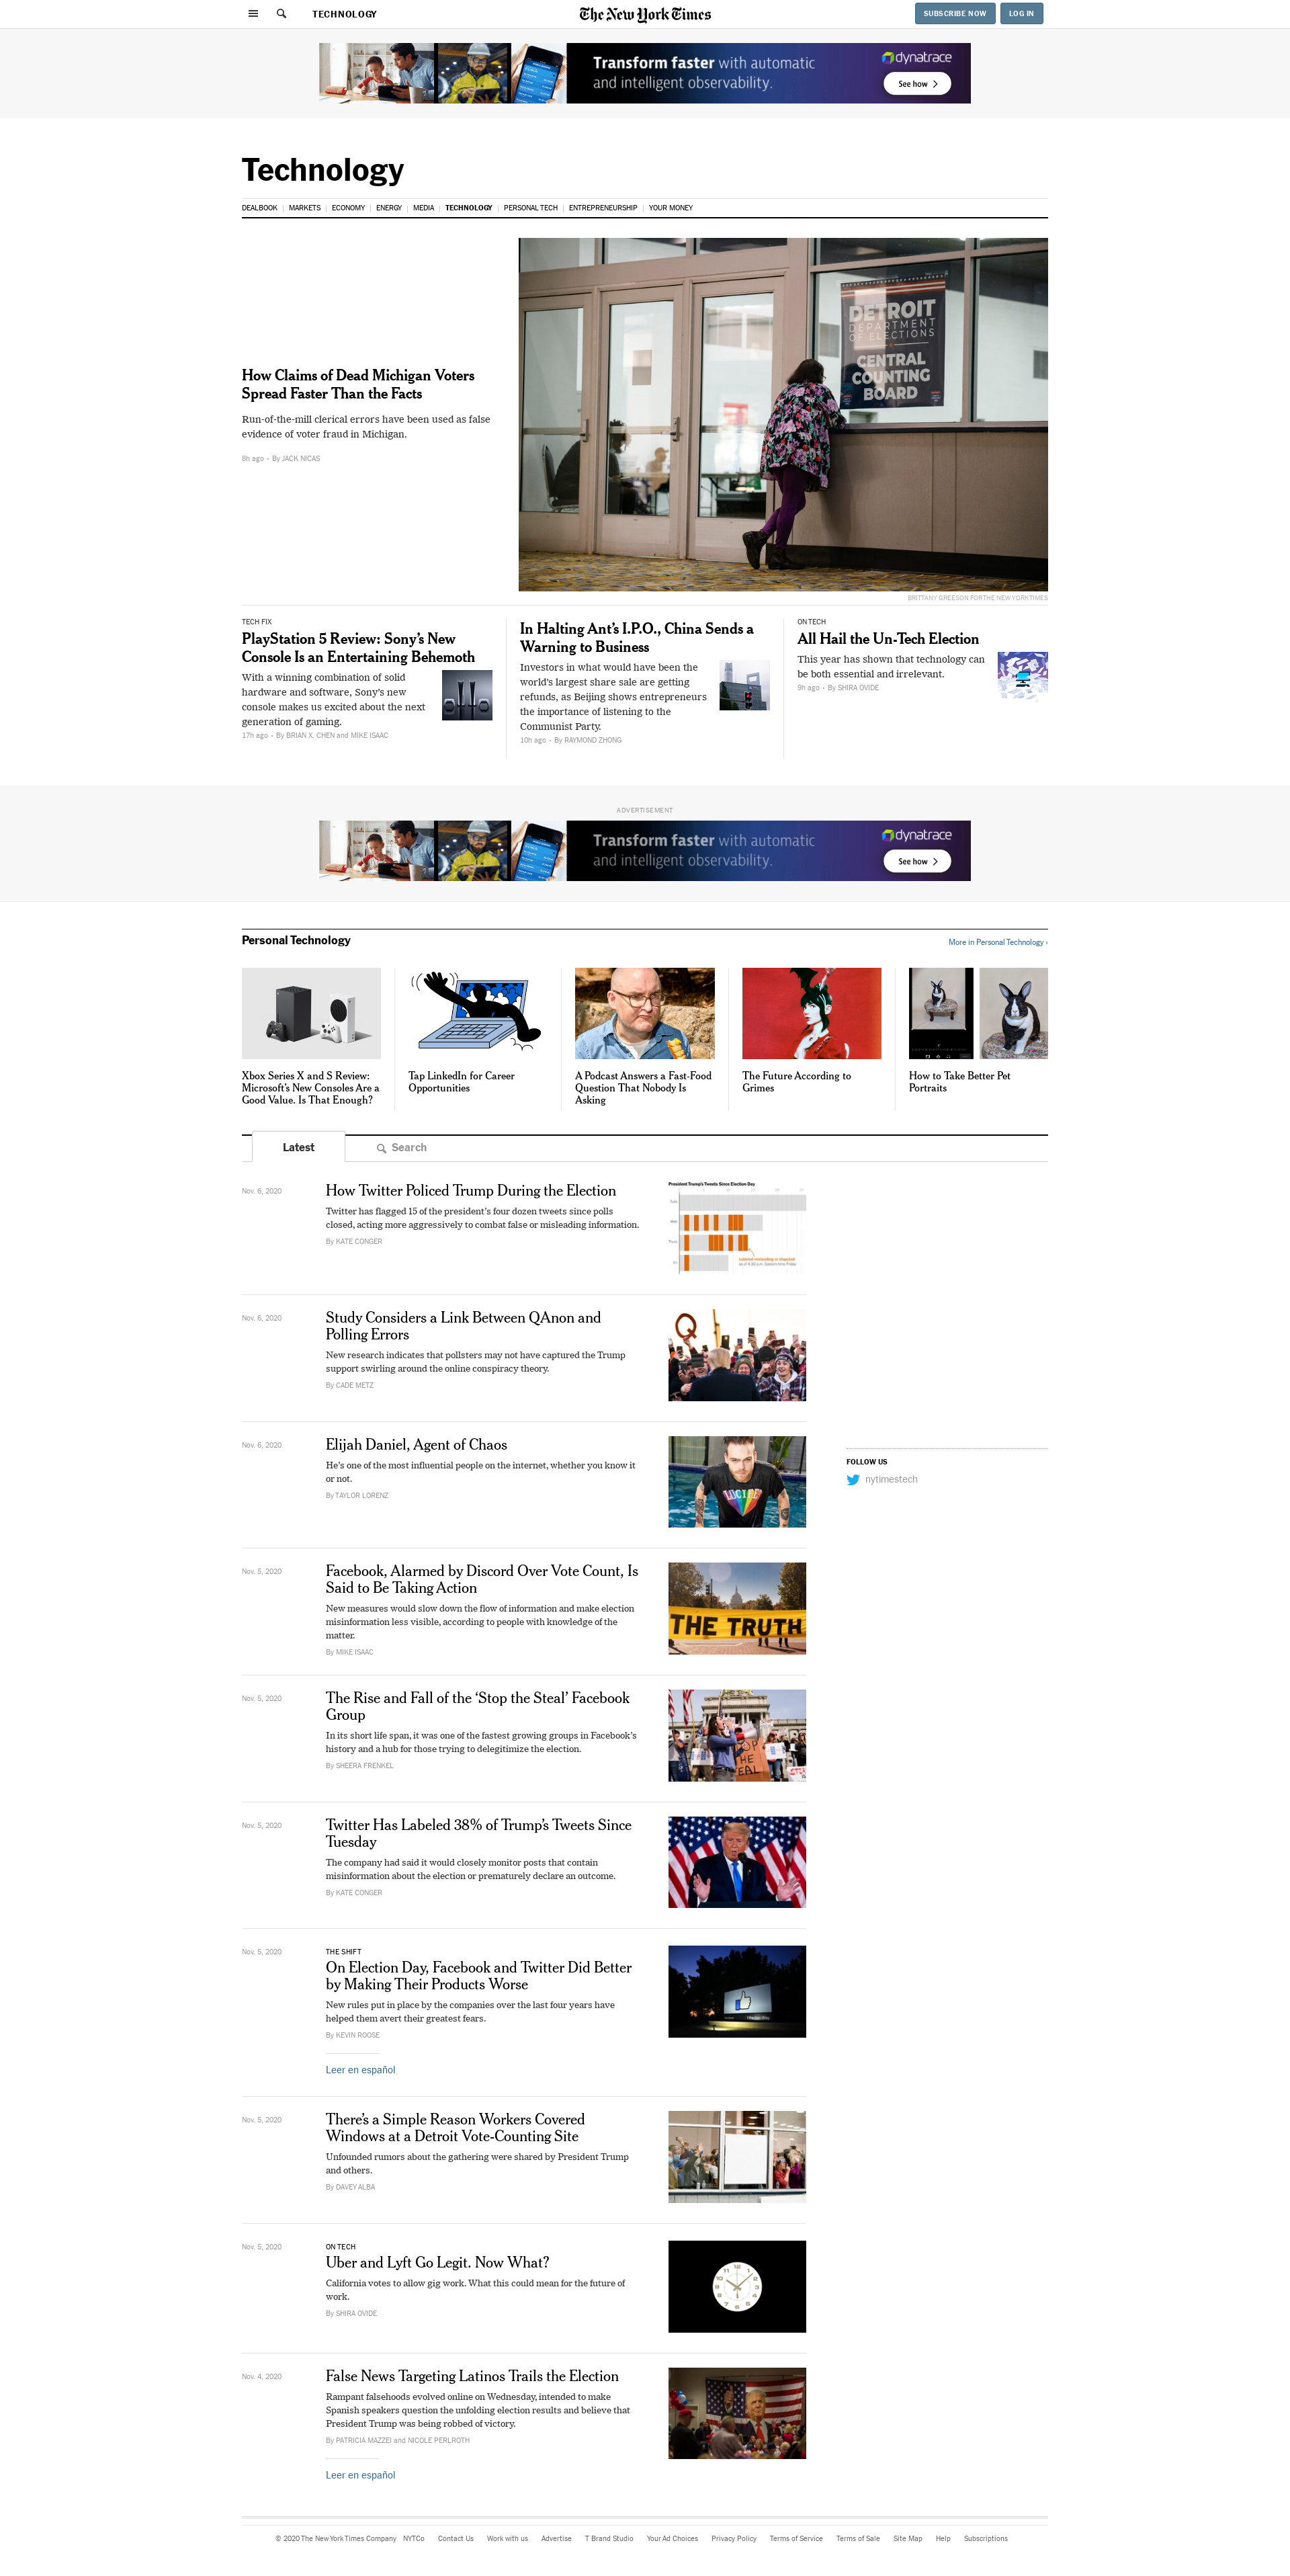 TECHNOLOGY
The New York Times
SUBSCRIBE NOW
LOG IN
Transform faster with automatic
and intelligent observability.
dynatrace
See how
Technology
DEALBOOK
MARKETS
ECONOMY
ENERGY
MEDIA
TECHNOLOGY
PERSONAL TECH
ENTREPRENEURSHIP
YOUR MONEY
How Claims of Dead Michigan Voters
Spread Faster Than the Facts
Run-of-the-mill clerical errors have been used as false
evidence of voter fraud in Michigan.
8h ago • By JACK NICAS
DETROIT
DEPARTMENT
OF ELECTIONS
CENTRAL
COUNTING
BOARD
BRITTANY GREESON FOR THE NEW YORK TIMES
TECH FIX
PlayStation 5 Review: Sony’s New
Console Is an Entertaining Behemoth
With a winning combination of solid
hardware and software, Sony’s new
console makes us excited about the next
generation of gaming.
17h ago • By BRIAN X. CHEN and MIKE ISAAC
In Halting Ant’s I.P.O., China Sends a
Warning to Business
Investors in what would have been the
world’s largest share sale are getting
refunds, as Beijing shows entrepreneurs
the importance of listening to the
Communist Party.
10h ago • By RAYMOND ZHONG
ON TECH
All Hail the Un-Tech Election
This year has shown that technology can
be both essential and irrelevant.
9h ago • By SHIRA OVIDE
ADVERTISEMENT
Transform faster with automatic
and intelligent observability.
dynatrace
See how
Personal Technology
More in Personal Technology ›
Xbox Series X and S Review:
Microsoft’s New Consoles Are a
Good Value. Is That Enough?
Tap LinkedIn for Career
Opportunities
A Podcast Answers a Fast-Food
Question That Nobody Is
Asking
The Future According to
Grimes
How to Take Better Pet
Portraits
Latest
Search
Nov. 6, 2020
How Twitter Policed Trump During the Election
Twitter has flagged 15 of the president’s four dozen tweets since polls
closed, acting more aggressively to combat false or misleading information.
By KATE CONGER
President Trump's Tweets Since Election Day
Nov. 6, 2020
Study Considers a Link Between QAnon and
Polling Errors
New research indicates that pollsters may not have captured the Trump
support swirling around the online conspiracy theory.
By CADE METZ
Q
Nov. 6, 2020
Elijah Daniel, Agent of Chaos
He’s one of the most influential people on the internet, whether you know it
or not.
By TAYLOR LORENZ
LUCIFER
FOLLOW US
nytimestech
Nov. 5, 2020
Facebook, Alarmed by Discord Over Vote Count, Is
Said to Be Taking Action
New measures would slow down the flow of information and make election
misinformation less visible, according to people with knowledge of the
matter.
By MIKE ISAAC
THE TRUTH
Nov. 5, 2020
The Rise and Fall of the ‘Stop the Steal’ Facebook
Group
In its short life span, it was one of the fastest growing groups in Facebook’s
history and a hub for those trying to delegitimize the election.
By SHEERA FRENKEL
Nov. 5, 2020
Twitter Has Labeled 38% of Trump’s Tweets Since
Tuesday
The company had said it would closely monitor posts that contain
misinformation about the election or prematurely declare an outcome.
By KATE CONGER
Nov. 5, 2020
THE SHIFT
On Election Day, Facebook and Twitter Did Better
by Making Their Products Worse
New rules put in place by the companies over the last four years have
helped them avert their greatest fears.
By KEVIN ROOSE
Leer en español
Nov. 5, 2020
There’s a Simple Reason Workers Covered
Windows at a Detroit Vote-Counting Site
Unfounded rumors about the gathering were shared by President Trump
and others.
By DAVEY ALBA
Nov. 5, 2020
ON TECH
Uber and Lyft Go Legit. Now What?
California votes to allow gig work. What this could mean for the future of
work.
By SHIRA OVIDE
Nov. 4, 2020
False News Targeting Latinos Trails the Election
Rampant falsehoods evolved online on Wednesday, intended to make
Spanish speakers question the unfolding election results and believe that
President Trump was being robbed of victory.
By PATRICIA MAZZEI and NICOLE PERLROTH
Leer en español
© 2020 The New York Times Company
NYTCo
Contact Us
Work with us
Advertise
T Brand Studio
Your Ad Choices
Privacy Policy
Terms of Service
Terms of Sale
Site Map
Help
Subscriptions